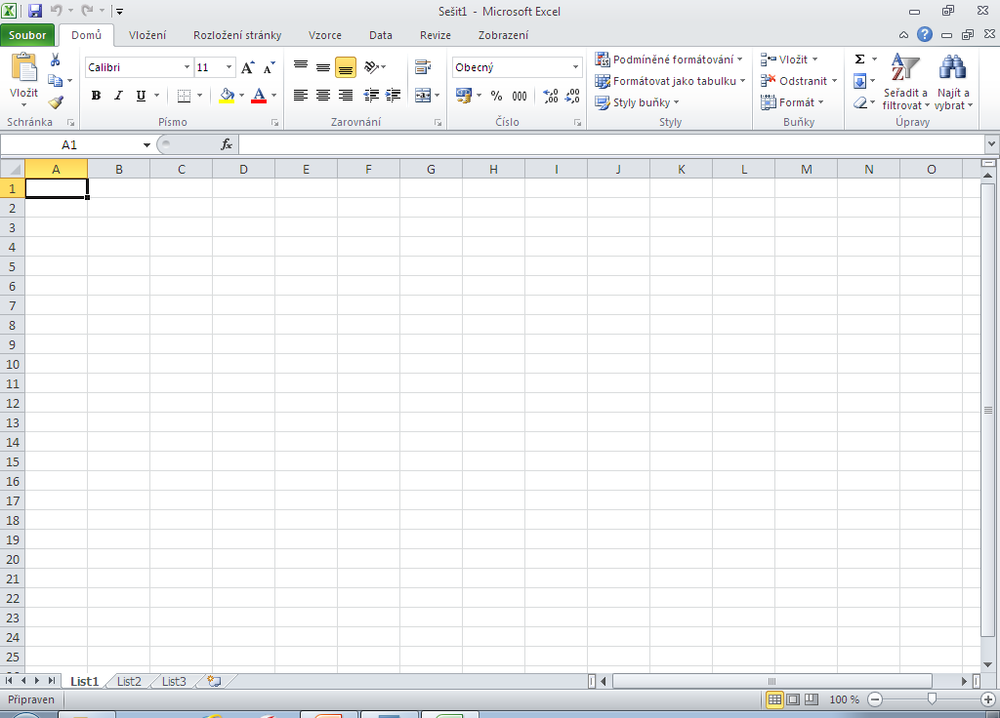 Sešit1 - Microsoft Excel
Soubor Domů Vložení Rozložení stránky Vzorce Data Revize Zobrazení
Vložit
Schránka
Calibri 11
B I U A
Písmo
Zarovnání
Obecný
% 000 ,00 ,0
Číslo
Podmíněné formátování
Formátovat jako tabulku
Styly buňky
Styly
Vložit
Odstranit
Formát
Buňky
Σ
Seřadit a
filtrovat
Najít a
vybrat
Úpravy
A1 fx
A B C D E F G H I J K L M N O
1
2
3
4
5
6
7
8
9
10
11
12
13
14
15
16
17
18
19
20
21
22
23
24
25
List1 List2 List3
Připraven 100 %